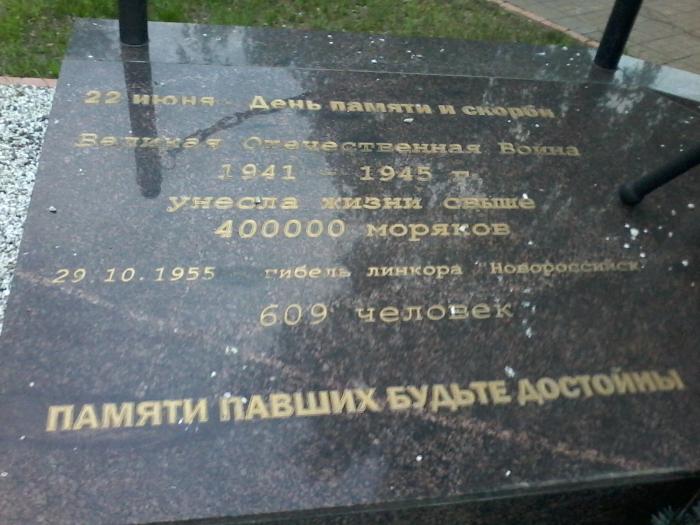 22 июня - День памяти и скорби
Великая Отечественная Война
1941 - 1945 г.
унесла жизни свыше
400000 моряков
29 10.1955 гибель линкора Новороссийск
609 человек
ПАМЯТИ ПАВШИХ БУДЬТЕ ДОСТОЙНЫ